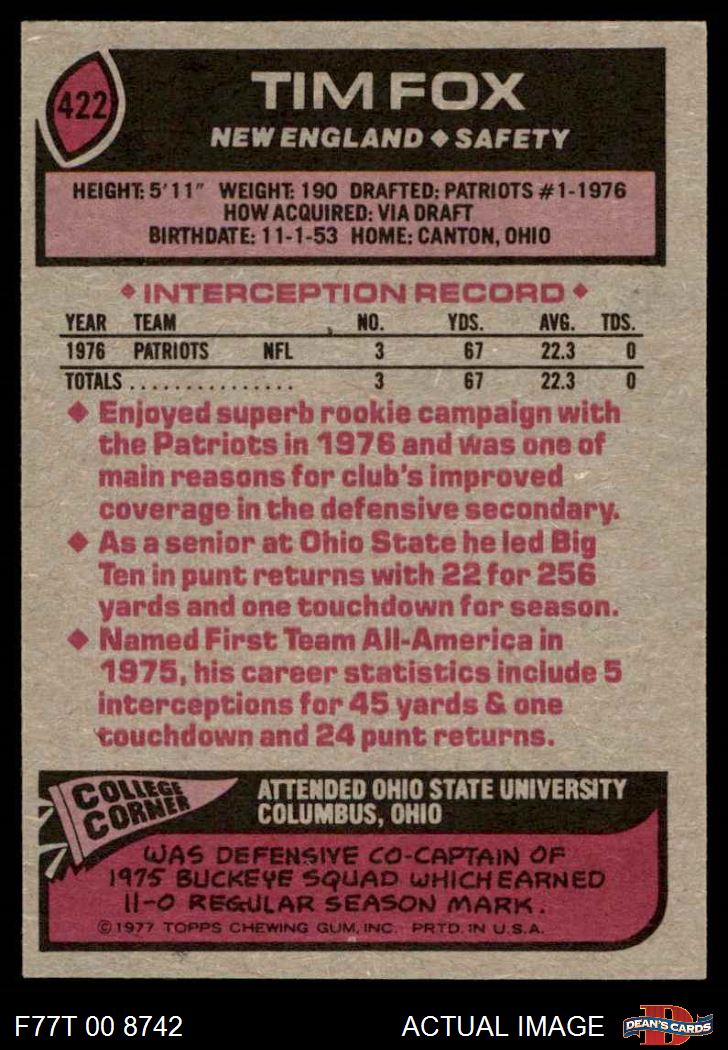 422
TIM FOX
NEW ENGLAND ♦ SAFETY
HEIGHT: 5'11" WEIGHT: 190 DRAFTED: PATRIOTS #1-1976
HOW ACQUIRED: VIA DRAFT
BIRTHDATE: 11-1-53 HOME: CANTON, OHIO
♦ INTERCEPTION RECORD ♦
YEAR TEAM NO. YDS. AVG. TDS.
1976 PATRIOTS NFL 3 67 22.3 0
TOTALS ............... 3 67 22.3 0
♦ Enjoyed superb rookie campaign with
the Patriots in 1976 and was one of
main reasons for club's improved
coverage in the defensive secondary.
♦ As a senior at Ohio State he led Big
Ten in punt returns with 22 for 256
yards and one touchdown for season.
♦ Named First Team All-America in
1975, his career statistics include 5
interceptions for 45 yards & one
touchdown and 24 punt returns.
COLLEGE
CORNER
ATTENDED OHIO STATE UNIVERSITY
COLUMBUS, OHIO
WAS DEFENSIVE CO-CAPTAIN OF
1975 BUCKEYE SQUAD WHICH EARNED
11-0 REGULAR SEASON MARK.
©1977 TOPPS CHEWING GUM, INC. PRTD. IN U.S.A.
F77T 00 8742
ACTUAL IMAGE
D
DEAN'S CARDS